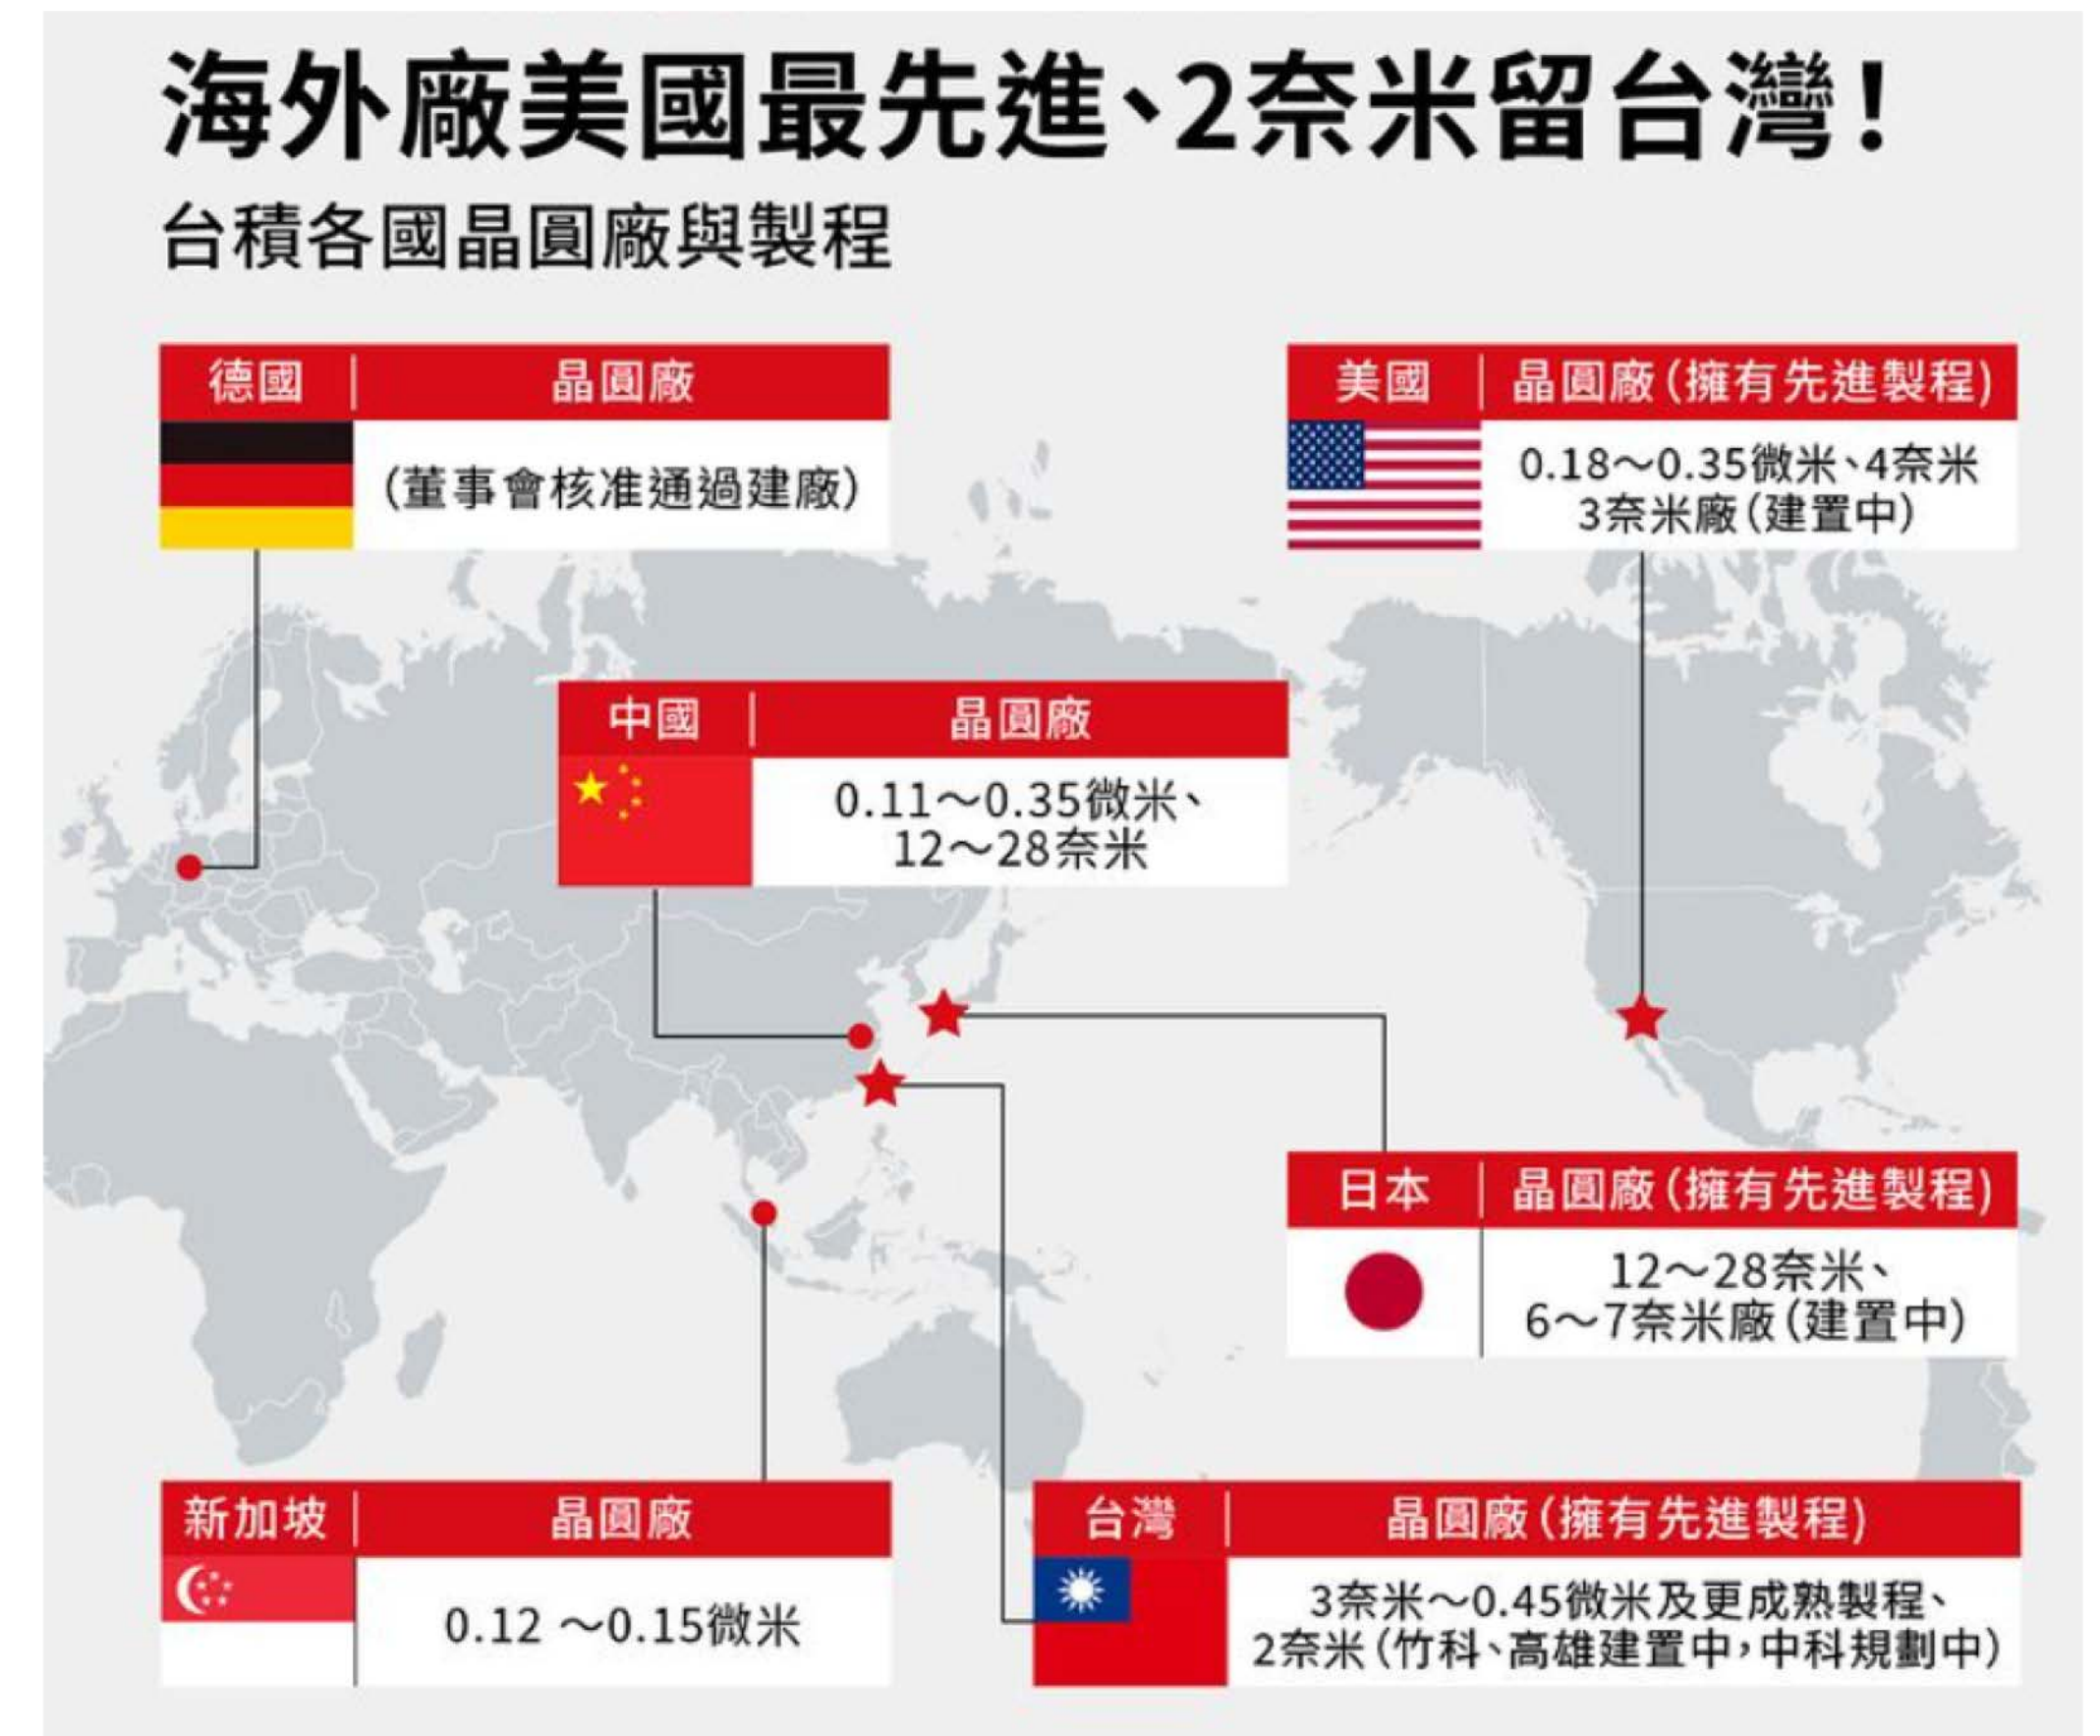 海外廠美國最先進、2奈米留台灣！
台積各國晶圓廠與製程
德國 晶圓廠
（董事會核准通過建廠）
美國 晶圓廠（擁有先進製程）
0.18～0.35微米、4奈米
3奈米廠（建置中）
中國 晶圓廠
0.11～0.35微米、
12～28奈米
日本 晶圓廠（擁有先進製程）
12～28奈米、
6～7奈米廠（建置中）
新加坡 晶圓廠
0.12 ～0.15微米
台灣 晶圓廠（擁有先進製程）
3奈米～0.45微米及更成熟製程、
2奈米（竹科、高雄建置中，中科規劃中）